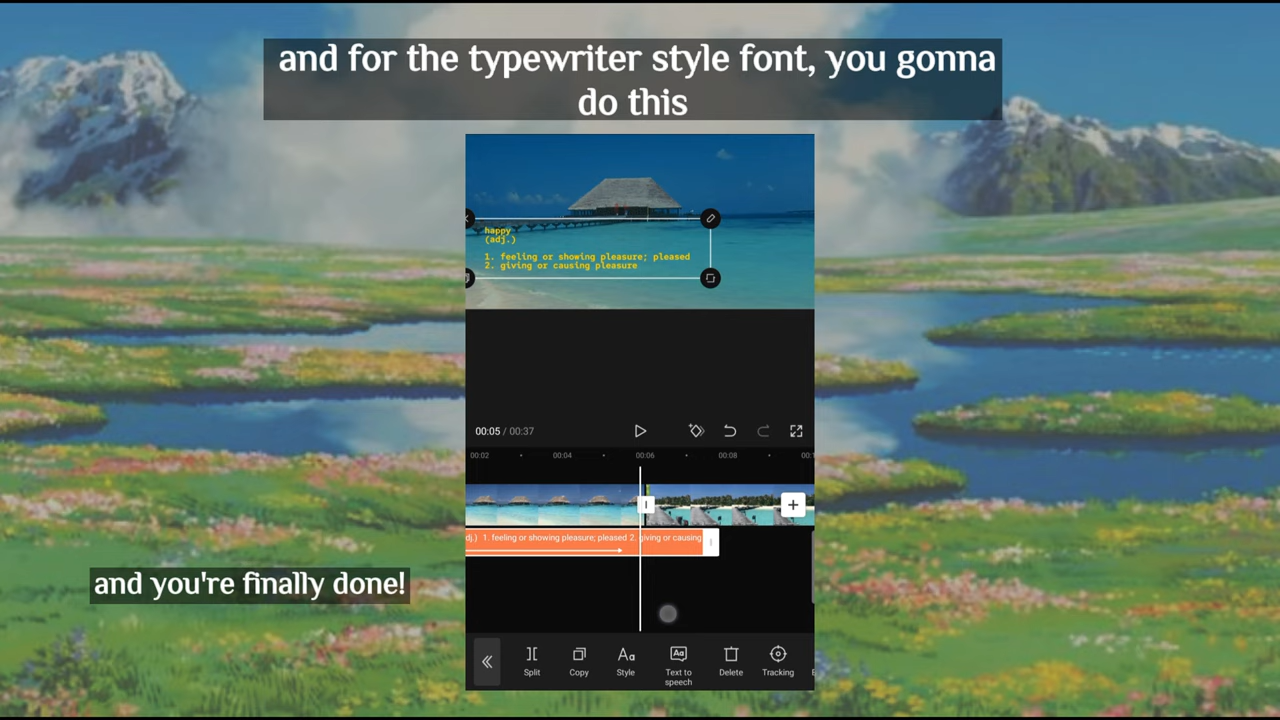 and for the typewriter style font, you gonna
do this
happy
(adj.)
1. feeling or showing pleasure; pleased
2. giving or causing pleasure
00:05 / 00:37
00:02
00:04
00:06
00:08
dj.) 1. feeling or showing pleasure; pleased 2. giving or causing
and you're finally done!
Split
Copy
Style
Text to
speech
Delete
Tracking